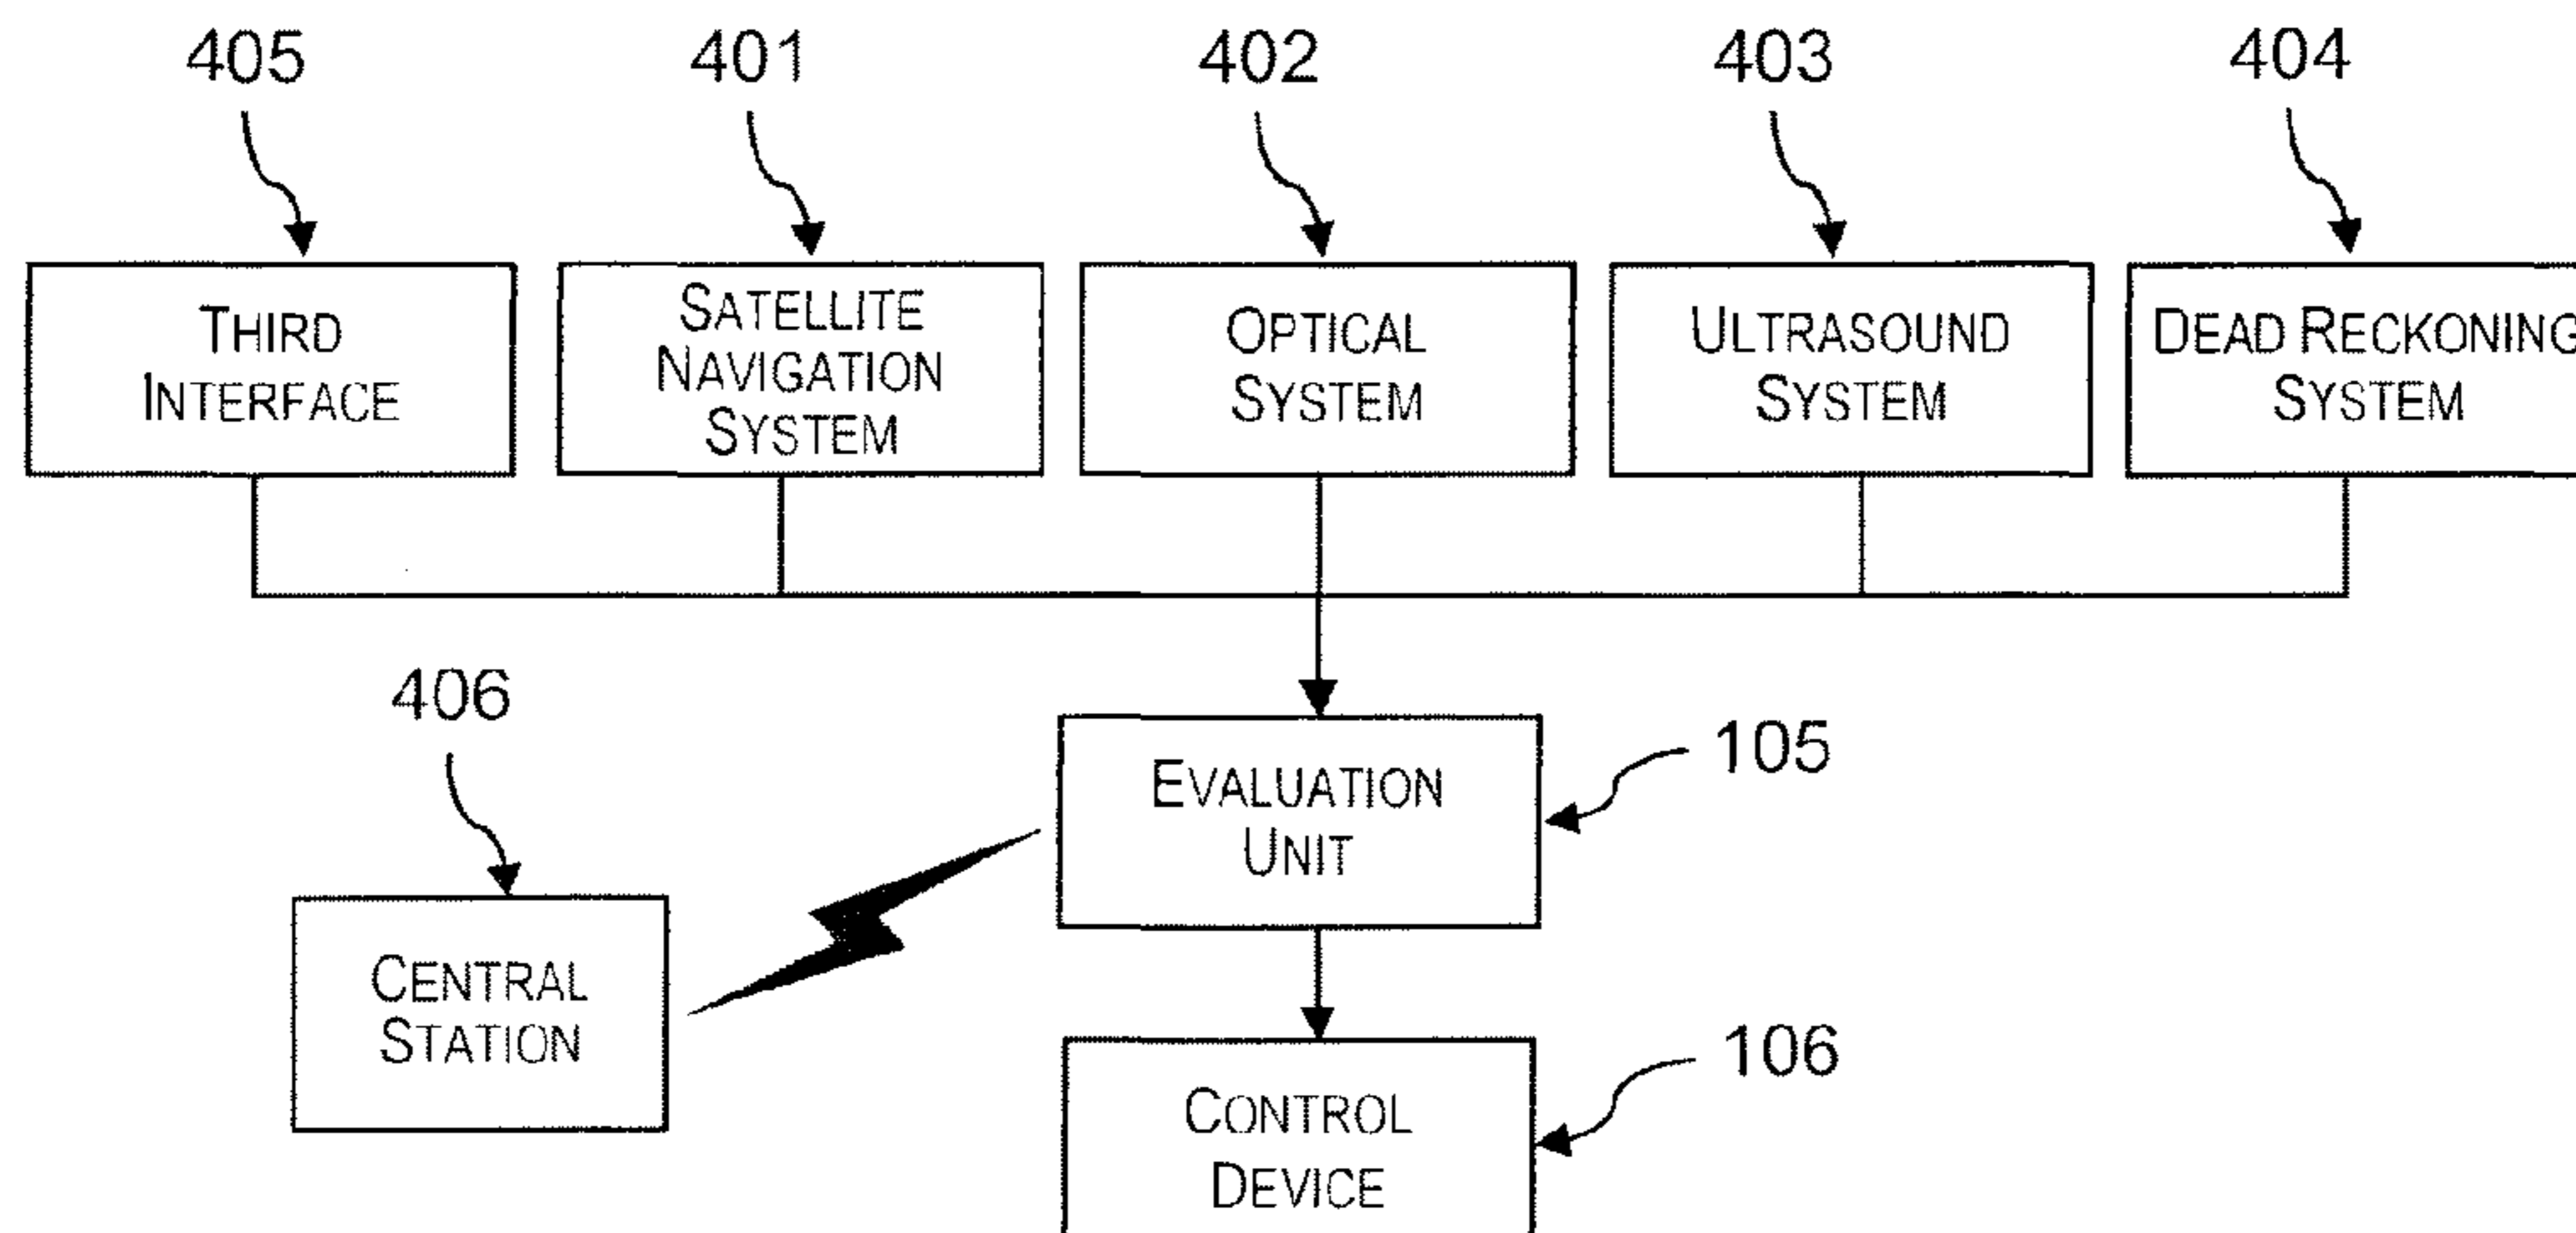 405 401 402 403 404
THIRD INTERFACE
SATELLITE NAVIGATION SYSTEM
OPTICAL SYSTEM
ULTRASOUND SYSTEM
DEAD RECKONING SYSTEM
406
EVALUATION UNIT
105
CENTRAL STATION
106
CONTROL DEVICE